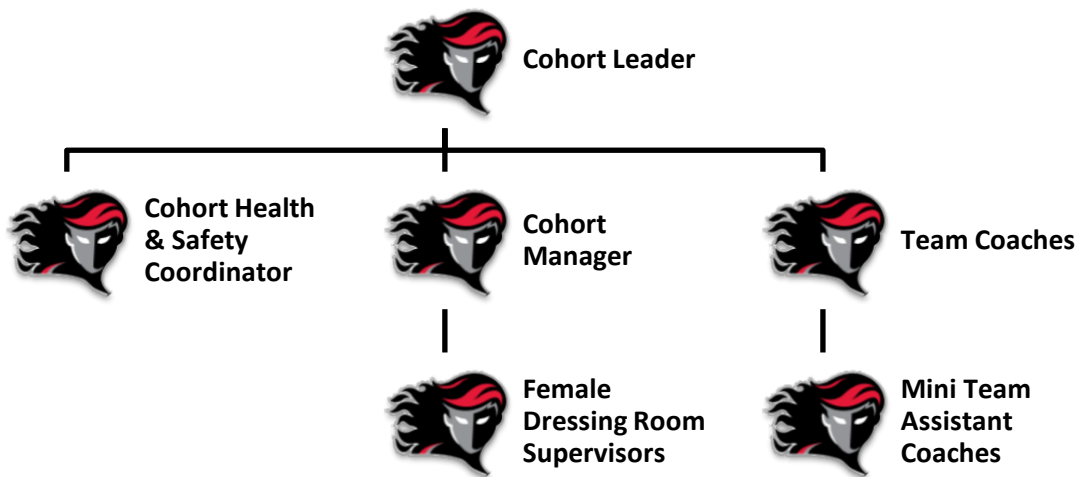 Cohort Leader
Cohort Health
& Safety
Coordinator
Cohort
Manager
Team Coaches
Female
Dressing Room
Supervisors
Mini Team
Assistant
Coaches